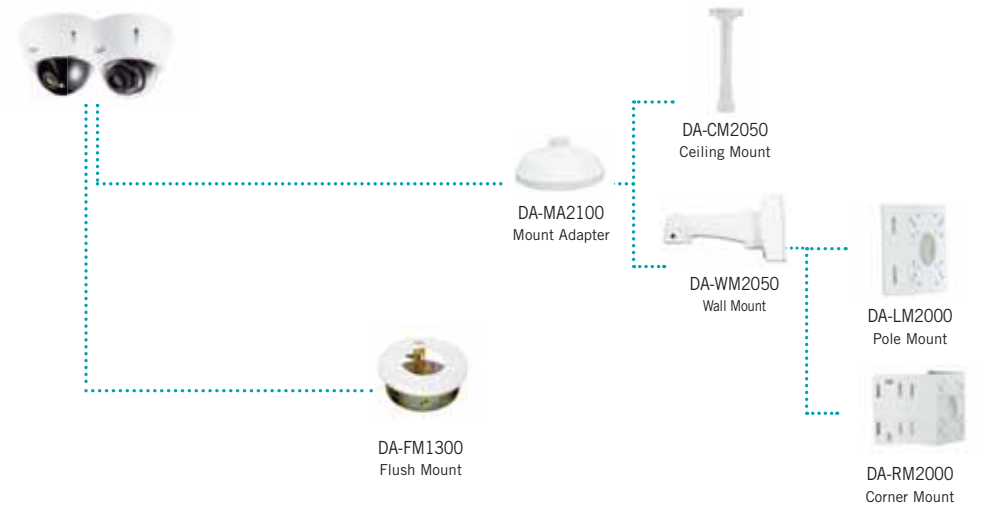 DA-CM2050
Ceiling Mount
DA-MA2100
Mount Adapter
DA-WM2050
Wall Mount
DA-LM2000
Pole Mount
DA-FM1300
Flush Mount
DA-RM2000
Corner Mount